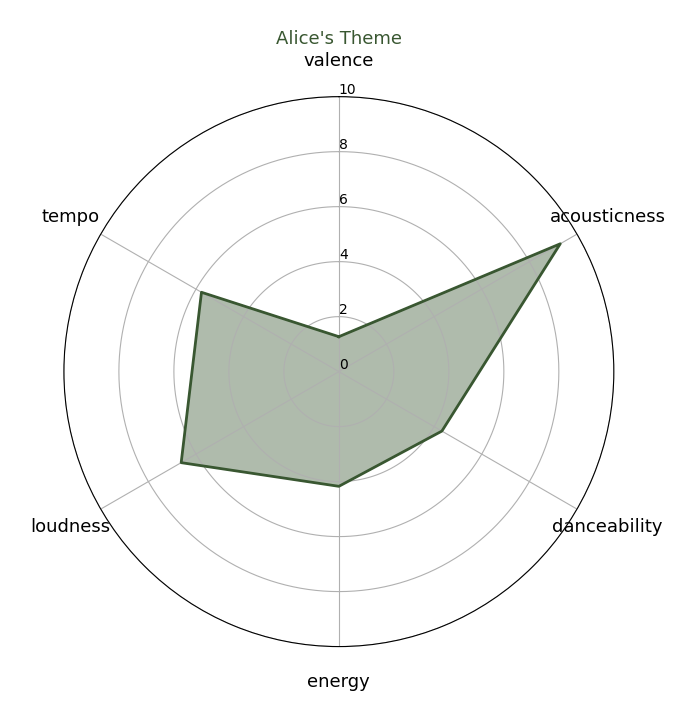 Alice's Theme
valence
10
8
6
4
2
0
tempo
acousticness
loudness
danceability
energy